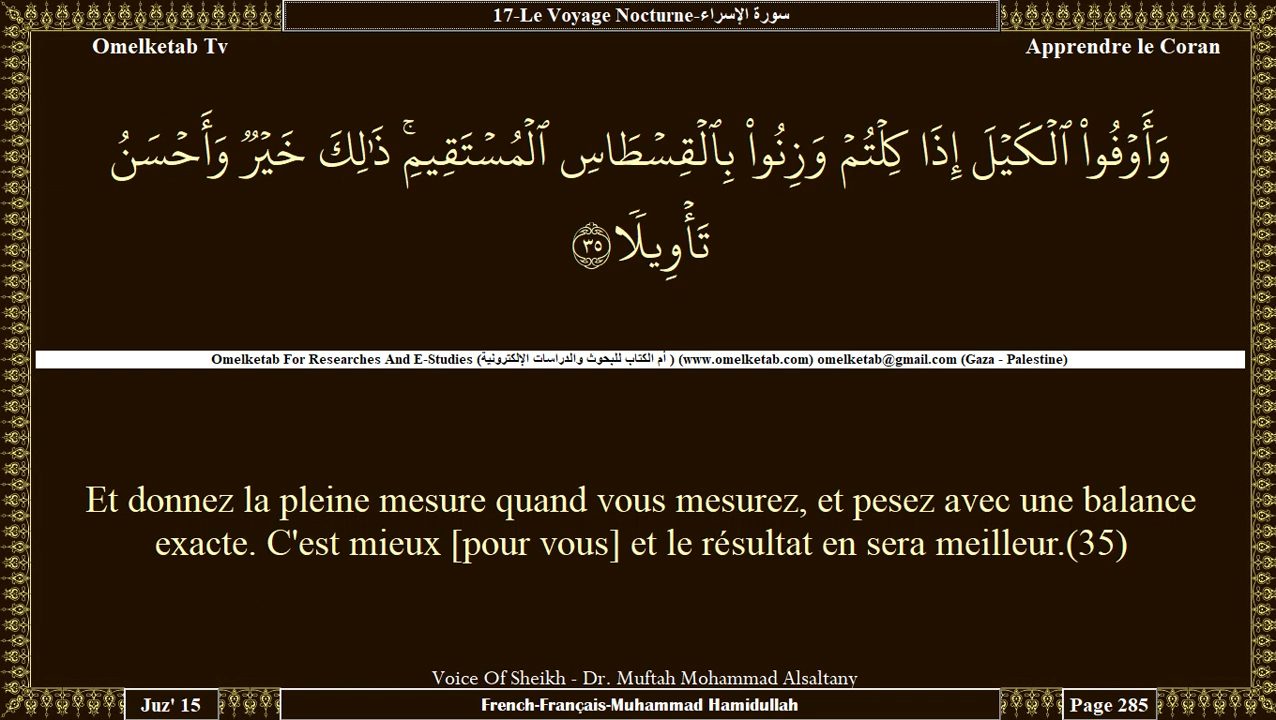 17-Le Voyage Nocturne-سورة الإسراء
Omelketab Tv
Apprendre le Coran
وَأَوۡفُواْ ٱلۡكَيۡلَ إِذَا كِلۡتُمۡ وَزِنُواْ بِٱلۡقِسۡطَاسِ ٱلۡمُسۡتَقِيمِۚ ذَٰلِكَ خَيۡرٞ وَأَحۡسَنُ
تَأۡوِيلٗا ٣٥
Omelketab For Researches And E-Studies (أم الكتاب للبحوث والدراسات الإلكترونية ) (www.omelketab.com) omelketab@gmail.com (Gaza - Palestine)
Et donnez la pleine mesure quand vous mesurez, et pesez avec une balance
exacte. C'est mieux [pour vous] et le résultat en sera meilleur.(35)
Voice Of Sheikh - Dr. Muftah Mohammad Alsaltany
Juz' 15
French-Français-Muhammad Hamidullah
Page 285